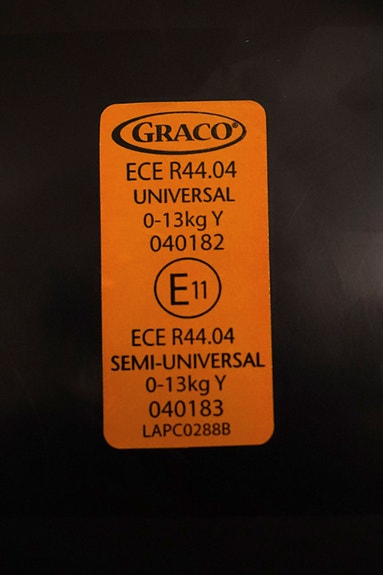 GRACO®
ECE R44.04
UNIVERSAL
0-13kg Y
040182
E11
ECE R44.04
SEMI-UNIVERSAL
0-13kg Y
040183
LAPC0288B